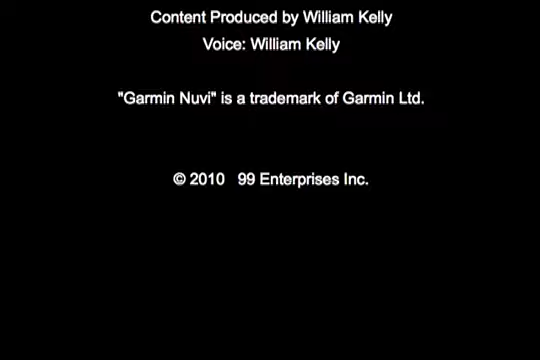 Content Produced by William Kelly
Voice: William Kelly
"Garmin Nuvi" is a trademark of Garmin Ltd.
© 2010   99 Enterprises Inc.